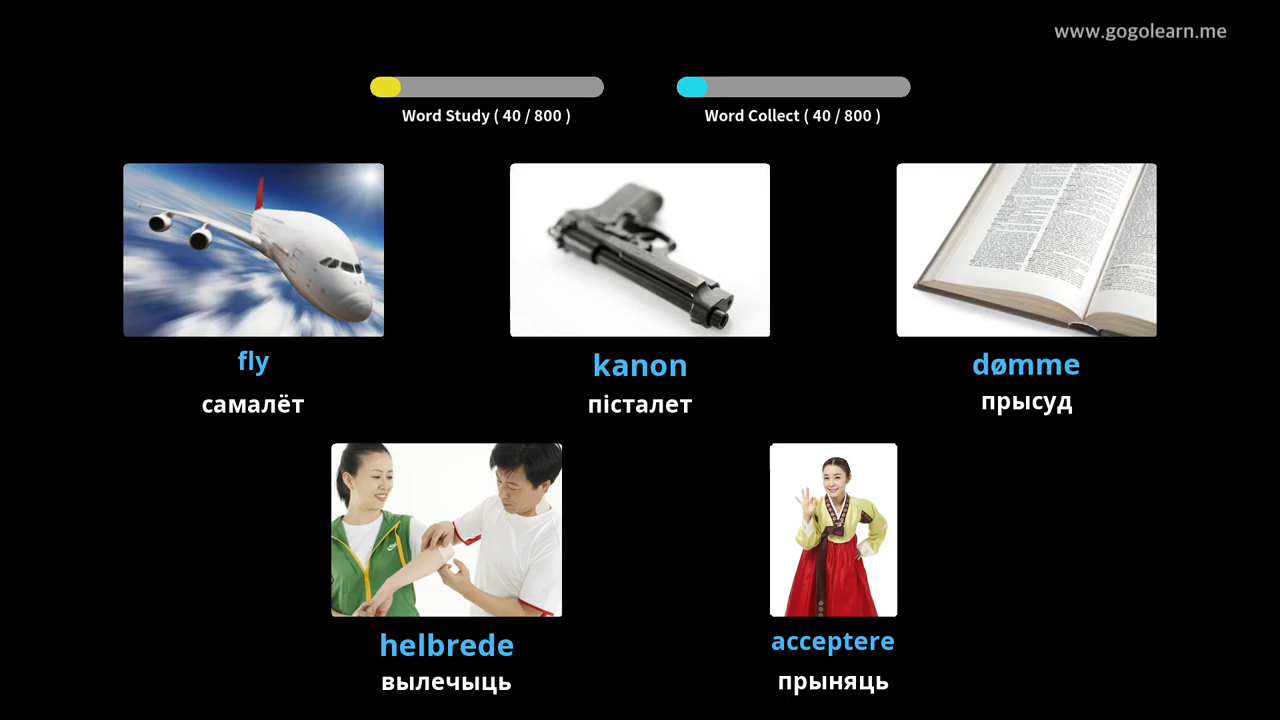 www.gogolearn.me
Word Study ( 40 / 800 )
Word Collect ( 40 / 800 )
fly
самалёт
kanon
пісталет
dømme
прысуд
helbrede
вылечыць
acceptere
прыняць